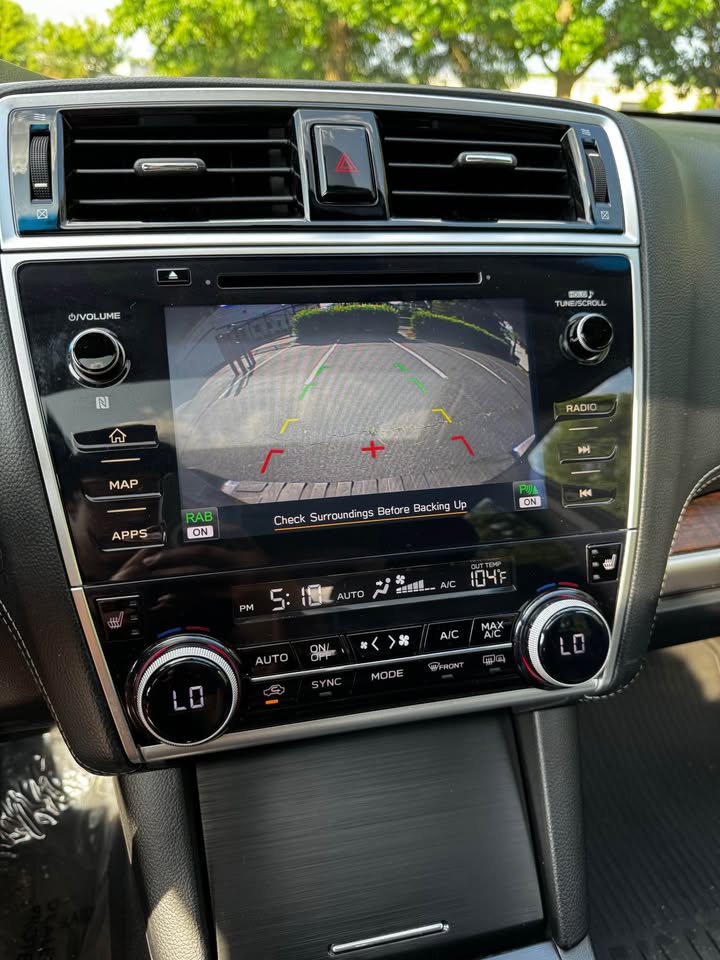 ⏻/VOLUME
HOLD ♪
TUNE/SCROLL
MAP
APPS
RADIO
RAB
ON
Check Surroundings Before Backing Up
ON
PM 5:10 AUTO A/C
OUT TEMP
104°F
LO
AUTO
ON/OFF
A/C
MAX A/C
LO
SYNC
MODE
FRONT